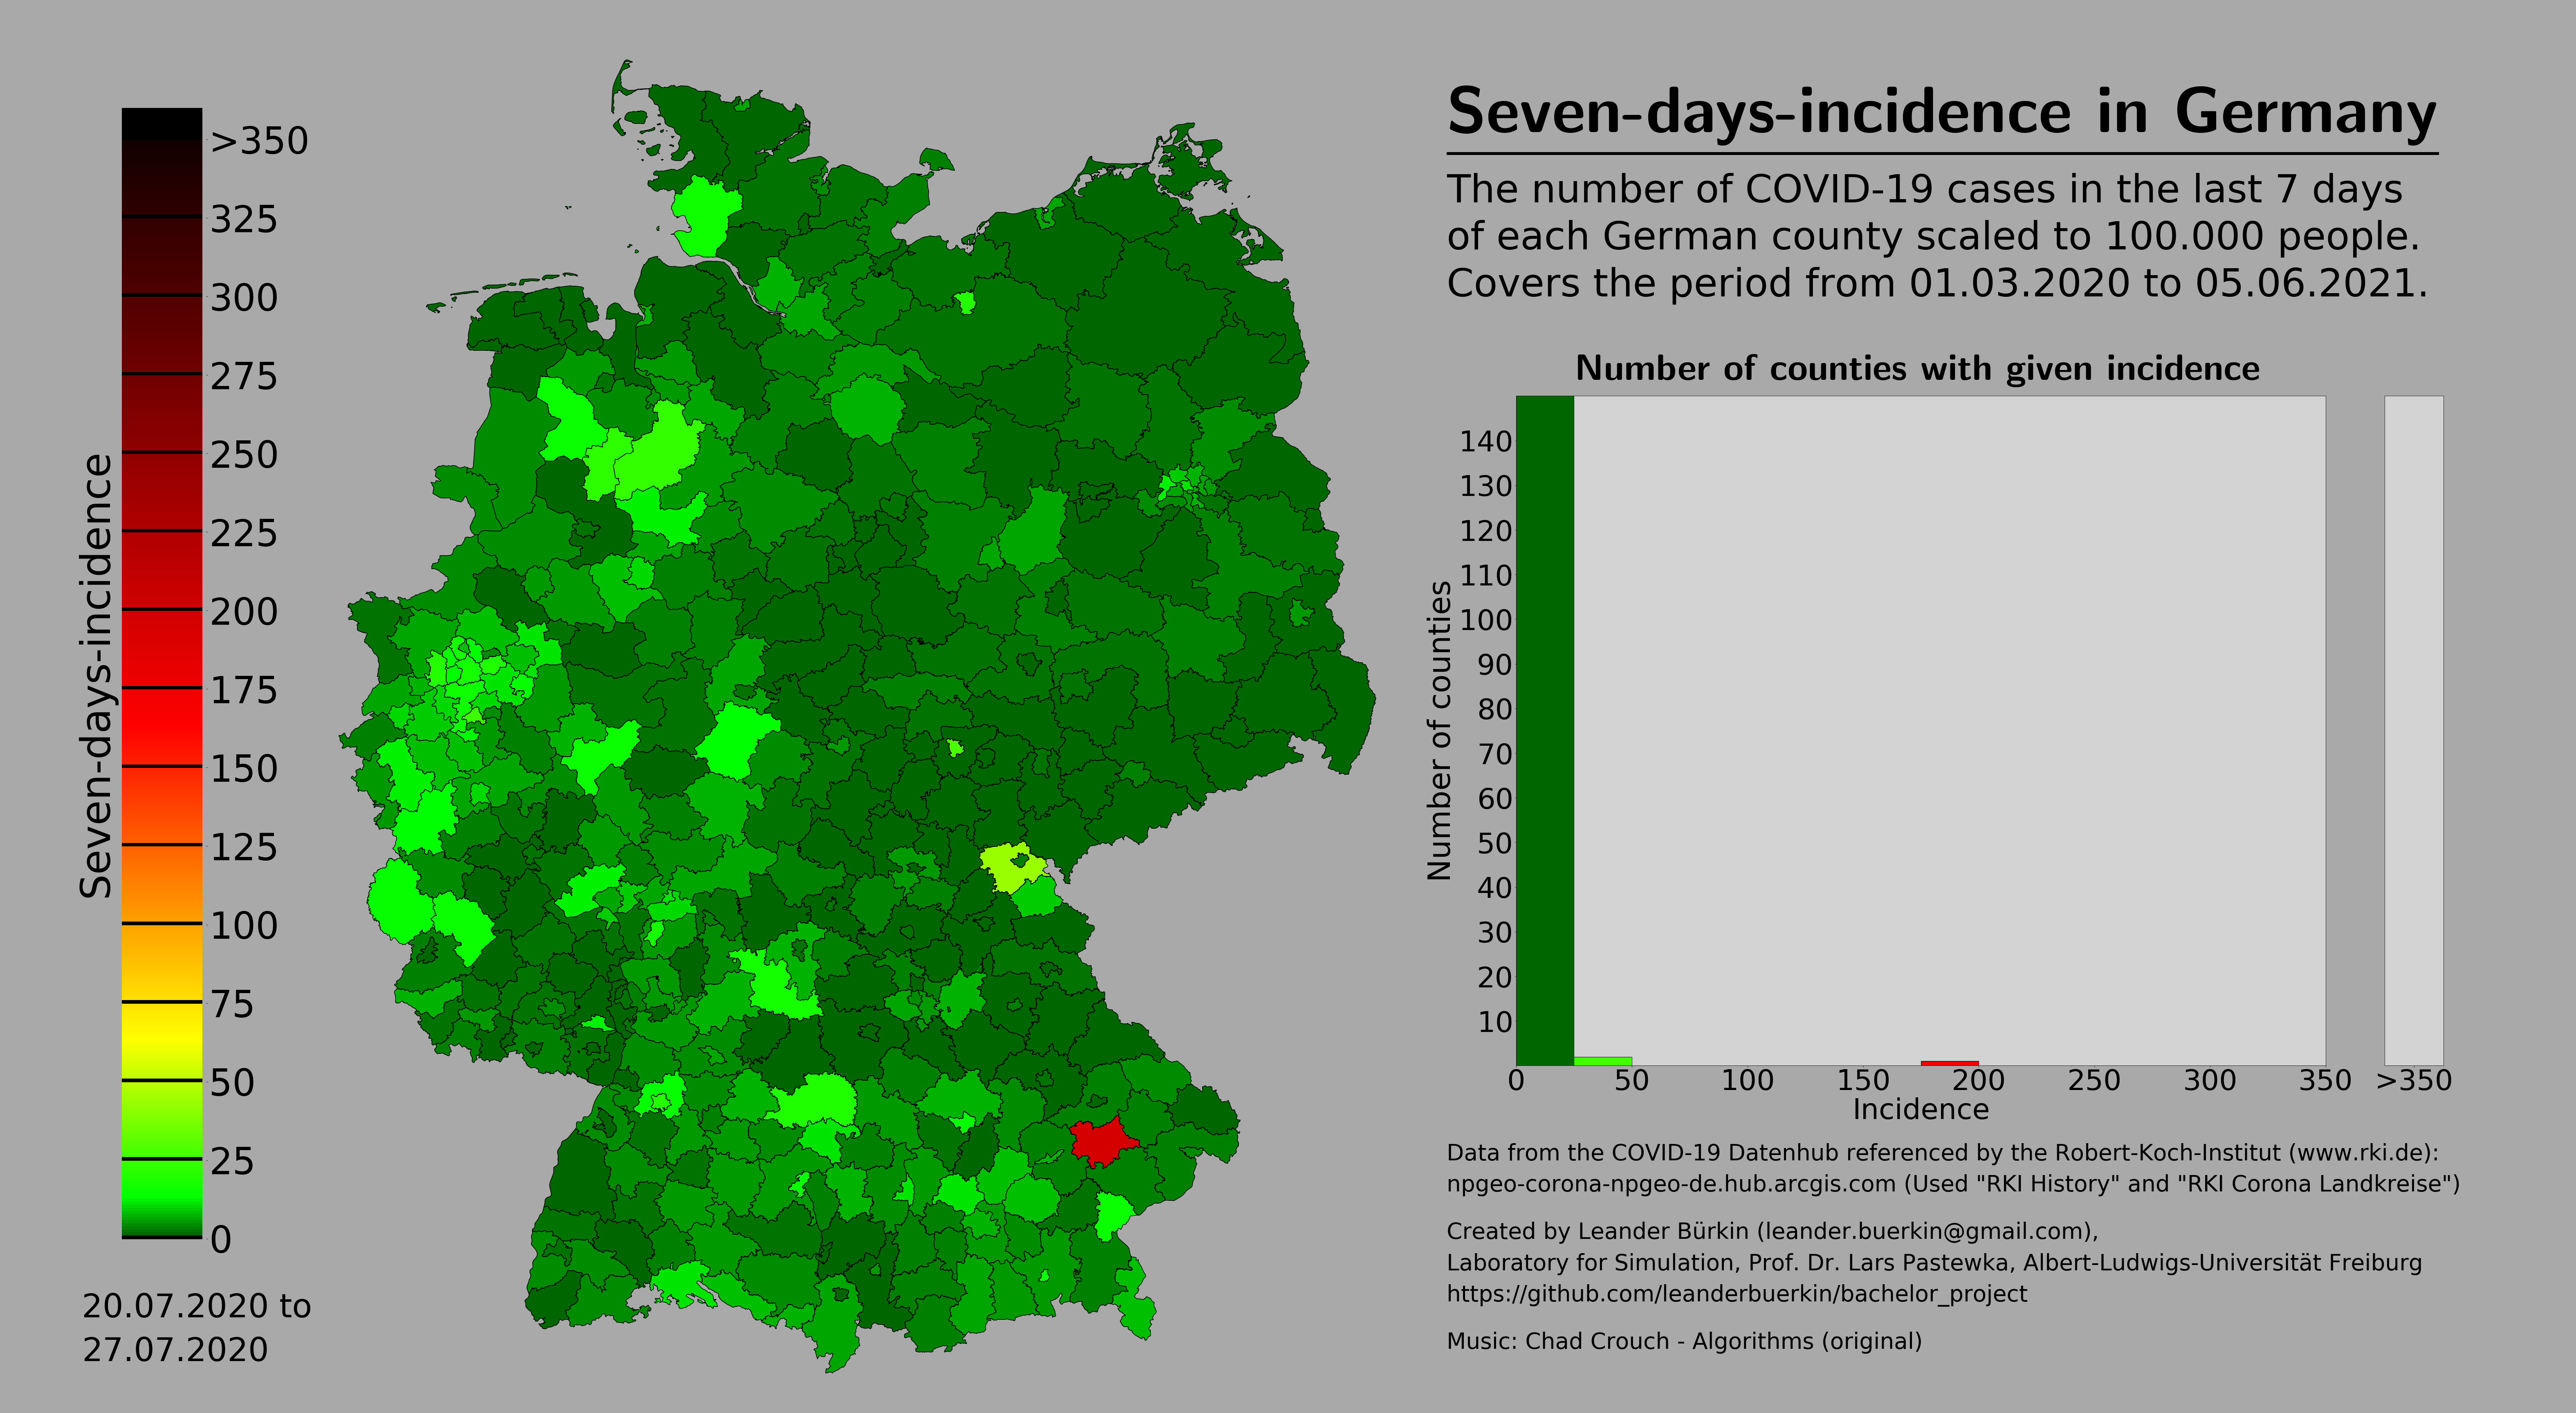 Seven-days-incidence in Germany
The number of COVID-19 cases in the last 7 days
of each German county scaled to 100.000 people.
Covers the period from 01.03.2020 to 05.06.2021.
Seven-days-incidence
>350
325
300
275
250
225
200
175
150
125
100
75
50
25
0
20.07.2020 to
27.07.2020
Number of counties with given incidence
Number of counties
140
130
120
110
100
90
80
70
60
50
40
30
20
10
0 50 100 150 200 250 300 350 >350
Incidence
Data from the COVID-19 Datenhub referenced by the Robert-Koch-Institut (www.rki.de):
npgeo-corona-npgeo-de.hub.arcgis.com (Used "RKI History" and "RKI Corona Landkreise")
Created by Leander Bürkin (leander.buerkin@gmail.com),
Laboratory for Simulation, Prof. Dr. Lars Pastewka, Albert-Ludwigs-Universität Freiburg
https://github.com/leanderbuerkin/bachelor_project
Music: Chad Crouch - Algorithms (original)